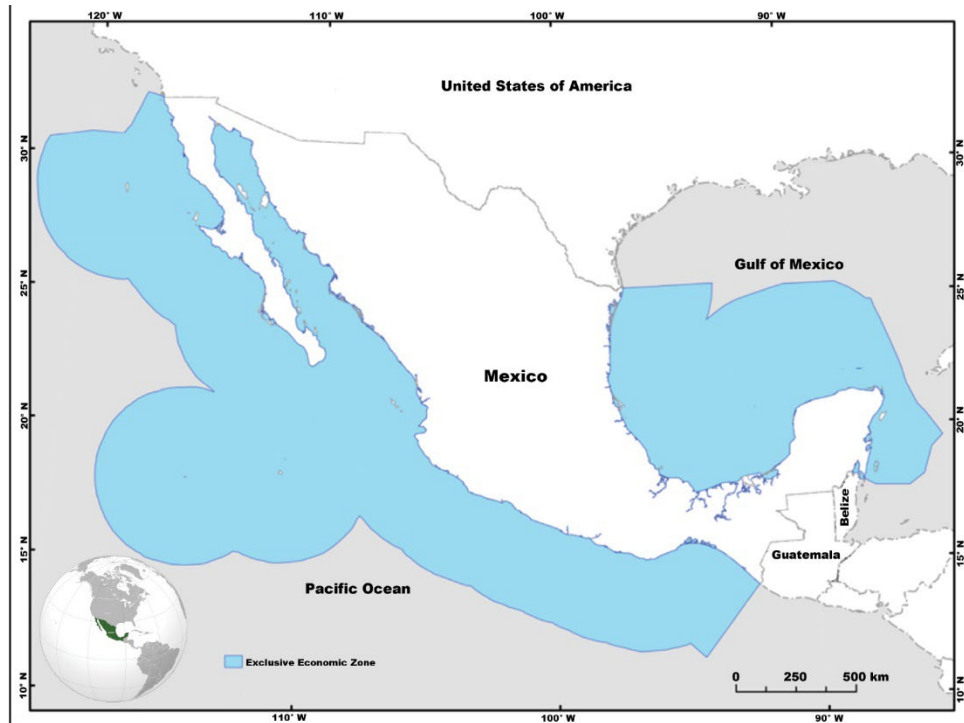 120° W
110° W
100° W
90° W
United States of America
30° N
30° N
Gulf of Mexico
25° N
25° N
Mexico
20° N
20° N
Belize
Guatemala
15° N
15° N
Pacific Ocean
Exclusive Economic Zone
0 250 500 km
10° N
10° N
110° W
100° W
90° W